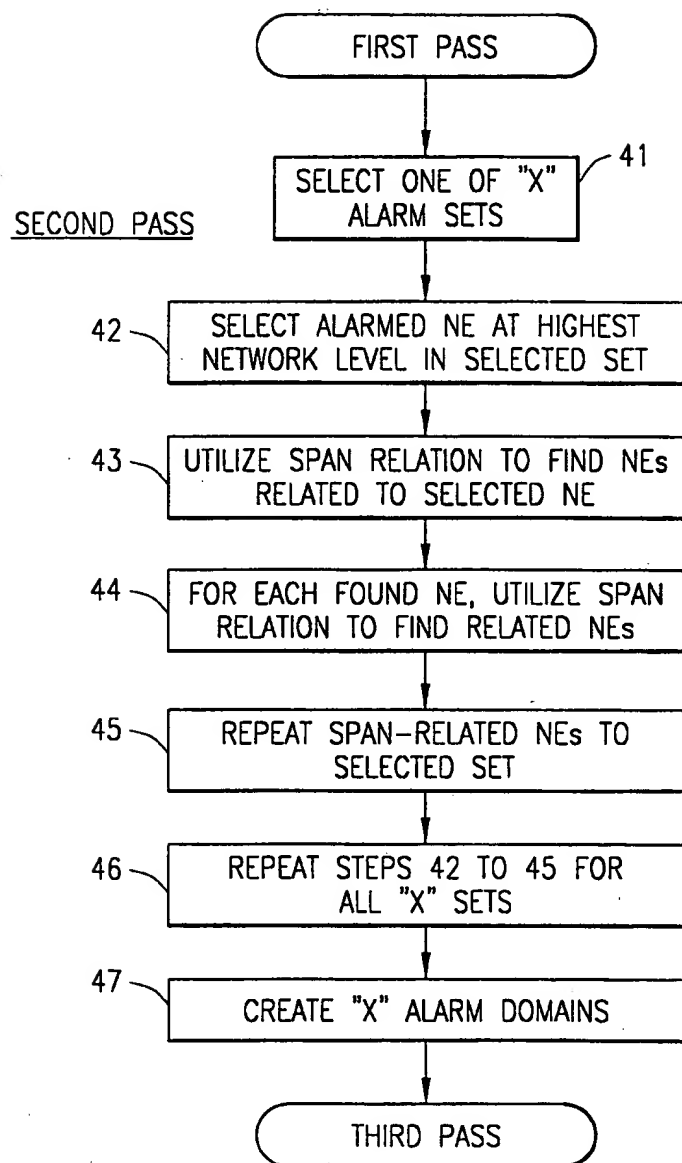 FIRST PASS
41
SELECT ONE OF "X"
ALARM SETS
SECOND PASS
42
SELECT ALARMED NE AT HIGHEST
NETWORK LEVEL IN SELECTED SET
43
UTILIZE SPAN RELATION TO FIND NEs
RELATED TO SELECTED NE
44
FOR EACH FOUND NE, UTILIZE SPAN
RELATION TO FIND RELATED NEs
45
REPEAT SPAN-RELATED NEs TO
SELECTED SET
46
REPEAT STEPS 42 TO 45 FOR
ALL "X" SETS
47
CREATE "X" ALARM DOMAINS
THIRD PASS